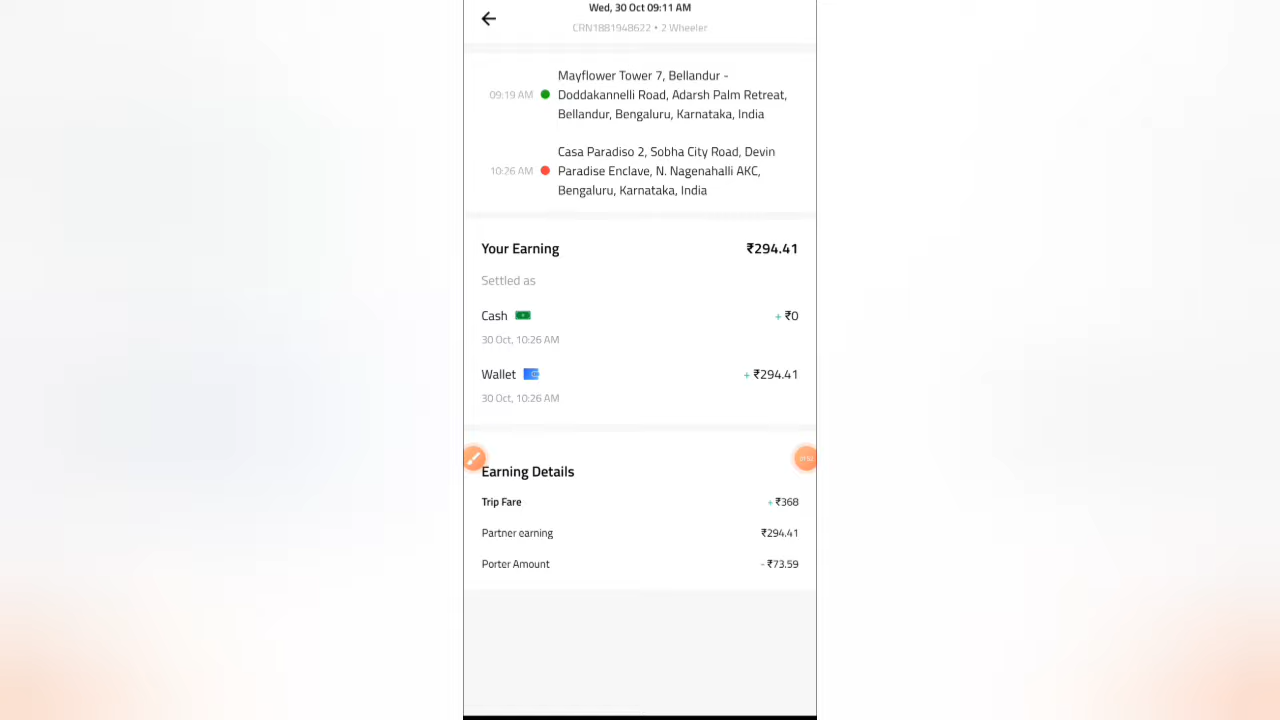 Wed, 30 Oct 09:11 AM
CRN1881948622 • 2 Wheeler
Mayflower Tower 7, Bellandur -
09:19 AM Doddakannelli Road, Adarsh Palm Retreat,
Bellandur, Bengaluru, Karnataka, India
Casa Paradiso 2, Sobha City Road, Devin
10:26 AM Paradise Enclave, N. Nagenahalli AKC,
Bengaluru, Karnataka, India
Your Earning ₹294.41
Settled as
Cash + ₹0
30 Oct, 10:26 AM
Wallet + ₹294.41
30 Oct, 10:26 AM
Earning Details
Trip Fare + ₹368
Partner earning ₹294.41
Porter Amount - ₹73.59